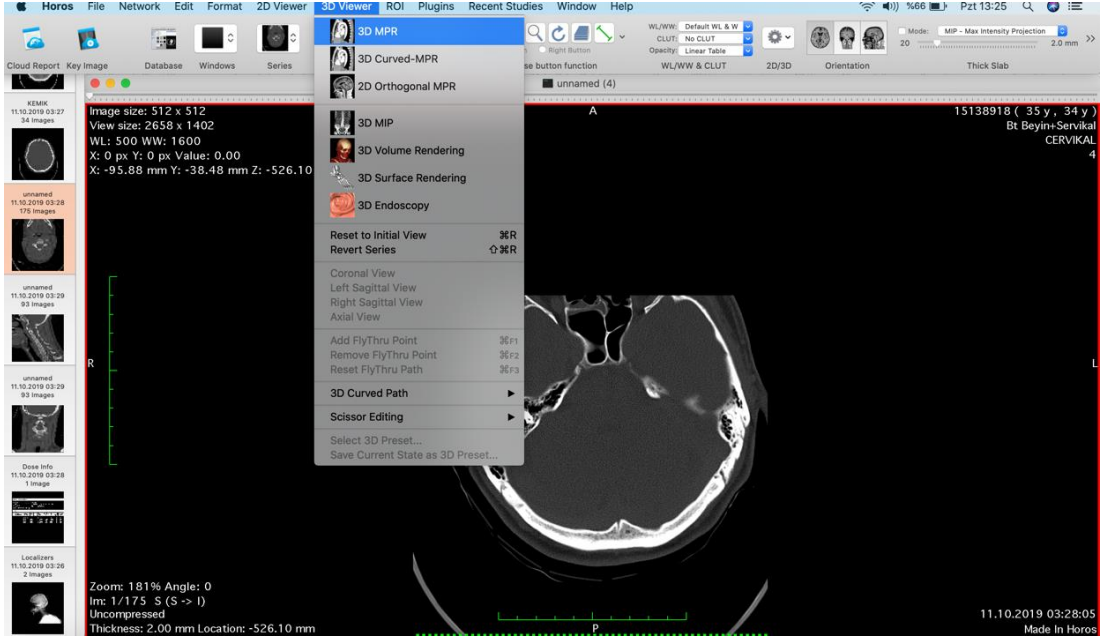 Horos File Network Edit Format 2D Viewer 3D Viewer ROI Plugins Recent Studies Window Help %66 Pzt 13:25
WL/WW: Default WL & W
CLUT: No CLUT
Opacity: Linear Table
Mode: MIP - Max Intensity Projection
20 2.0 mm
Right Button
Cloud Report Key Image Database Windows Series se button function WL/WW & CLUT 2D/3D Orientation Thick Slab
unnamed (4)
3D MPR
3D Curved-MPR
2D Orthogonal MPR
3D MIP
3D Volume Rendering
3D Surface Rendering
3D Endoscopy
Reset to Initial View ⌘R
Revert Series ⇧⌘R
Coronal View
Left Sagittal View
Right Sagittal View
Axial View
Add FlyThru Point ⌘F1
Remove FlyThru Point ⌘F2
Reset FlyThru Path ⌘F3
3D Curved Path
Scissor Editing
Select 3D Preset...
Save Current State as 3D Preset...
KEMIK
11.10.2019 03:27
34 Images
unnamed
11.10.2019 03:28
175 Images
unnamed
11.10.2019 03:29
93 Images
unnamed
11.10.2019 03:29
93 Images
Dose Info
11.10.2019 03:28
1 Image
Localizers
11.10.2019 03:26
2 Images
Image size: 512 x 512
View size: 2658 x 1402
WL: 500 WW: 1600
X: 0 px Y: 0 px Value: 0.00
X: -95.88 mm Y: -38.48 mm Z: -526.10
A
15138918 ( 35 y, 34 y )
Bt Beyin+Servikal
CERVIKAL
4
R
L
Zoom: 181% Angle: 0
Im: 1/175 S (S -> I)
Uncompressed
Thickness: 2.00 mm Location: -526.10 mm
P
11.10.2019 03:28:05
Made In Horos